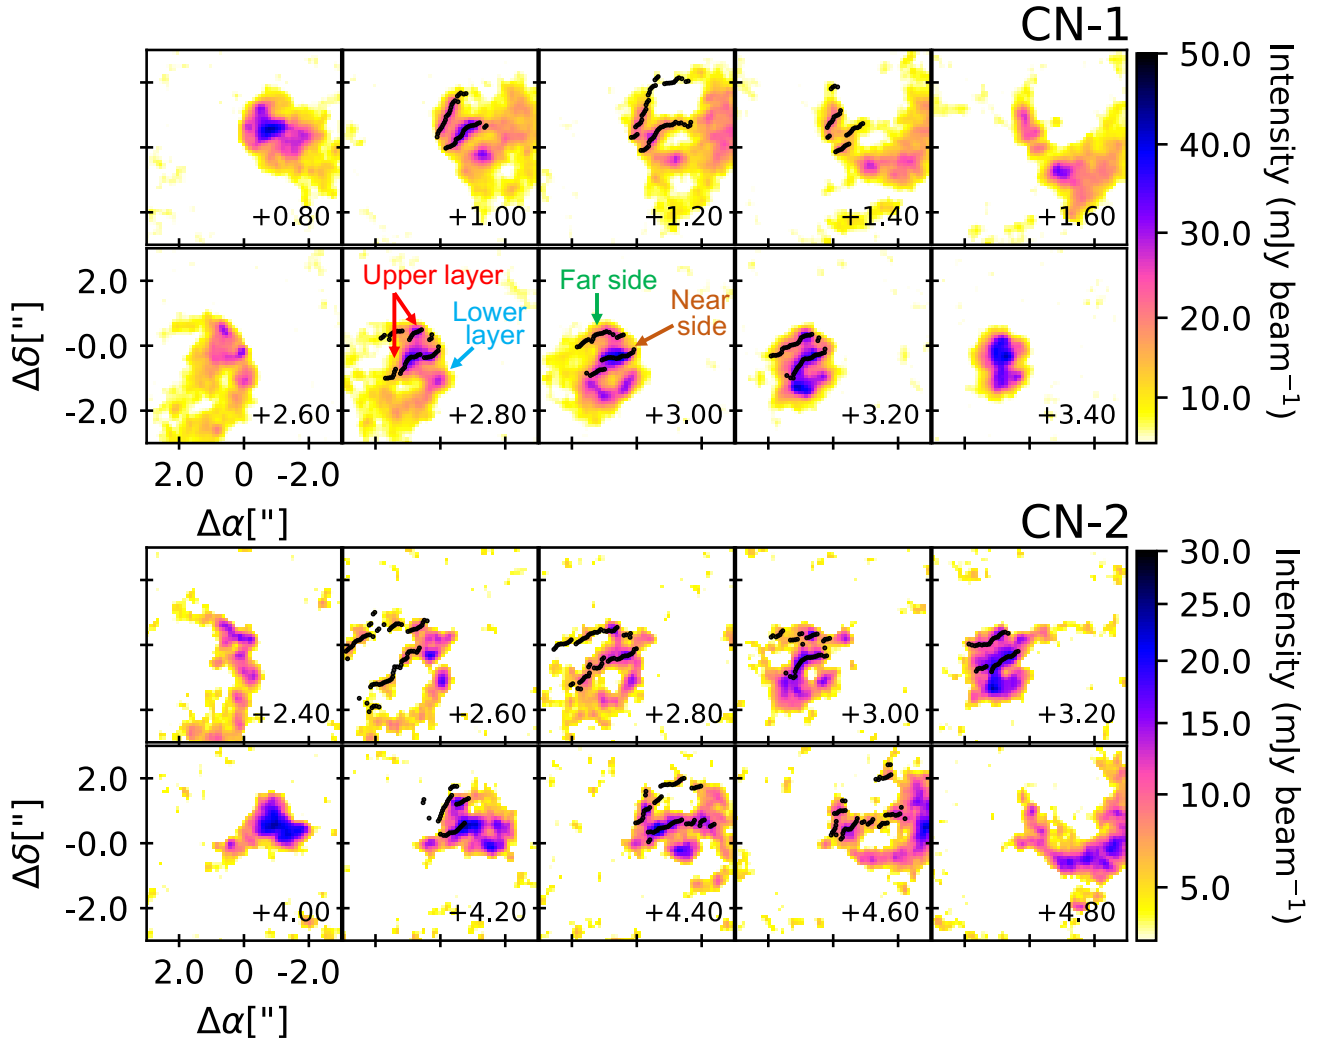 CN-1
+0.80
+1.00
+1.20
+1.40
+1.60
50.0
40.0
30.0
20.0
10.0
Intensity (mJy beam⁻¹)
2.0
-0.0
-2.0
Δδ["]
+2.60
Upper layer
Lower
layer
+2.80
Far side
Near
side
+3.00
+3.20
+3.40
2.0 0 -2.0
Δα["]
CN-2
+2.40
+2.60
+2.80
+3.00
+3.20
30.0
25.0
20.0
15.0
10.0
5.0
Intensity (mJy beam⁻¹)
2.0
-0.0
-2.0
Δδ["]
+4.00
+4.20
+4.40
+4.60
+4.80
2.0 0 -2.0
Δα["]